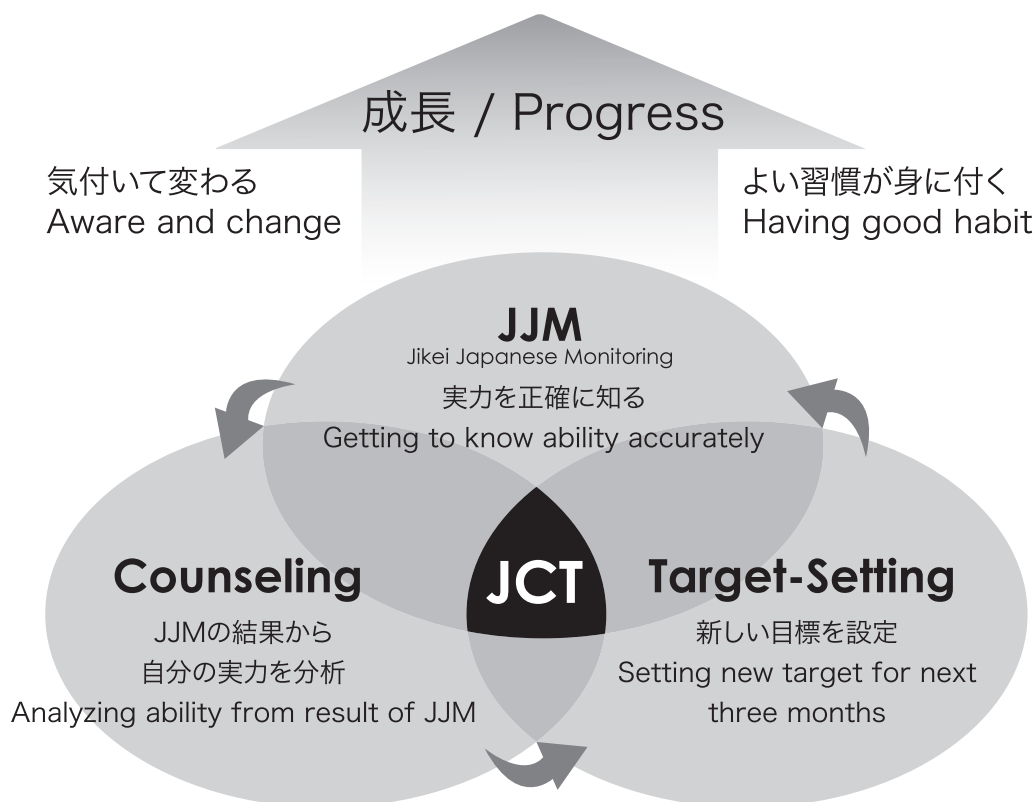 成長 / Progress
気付いて変わる
Aware and change
よい習慣が身に付く
Having good habit
JJM
Jikei Japanese Monitoring
実力を正確に知る
Getting to know ability accurately
Counseling
JJMの結果から
自分の実力を分析
Analyzing ability from result of JJM
JCT
Target-Setting
新しい目標を設定
Setting new target for next
three months